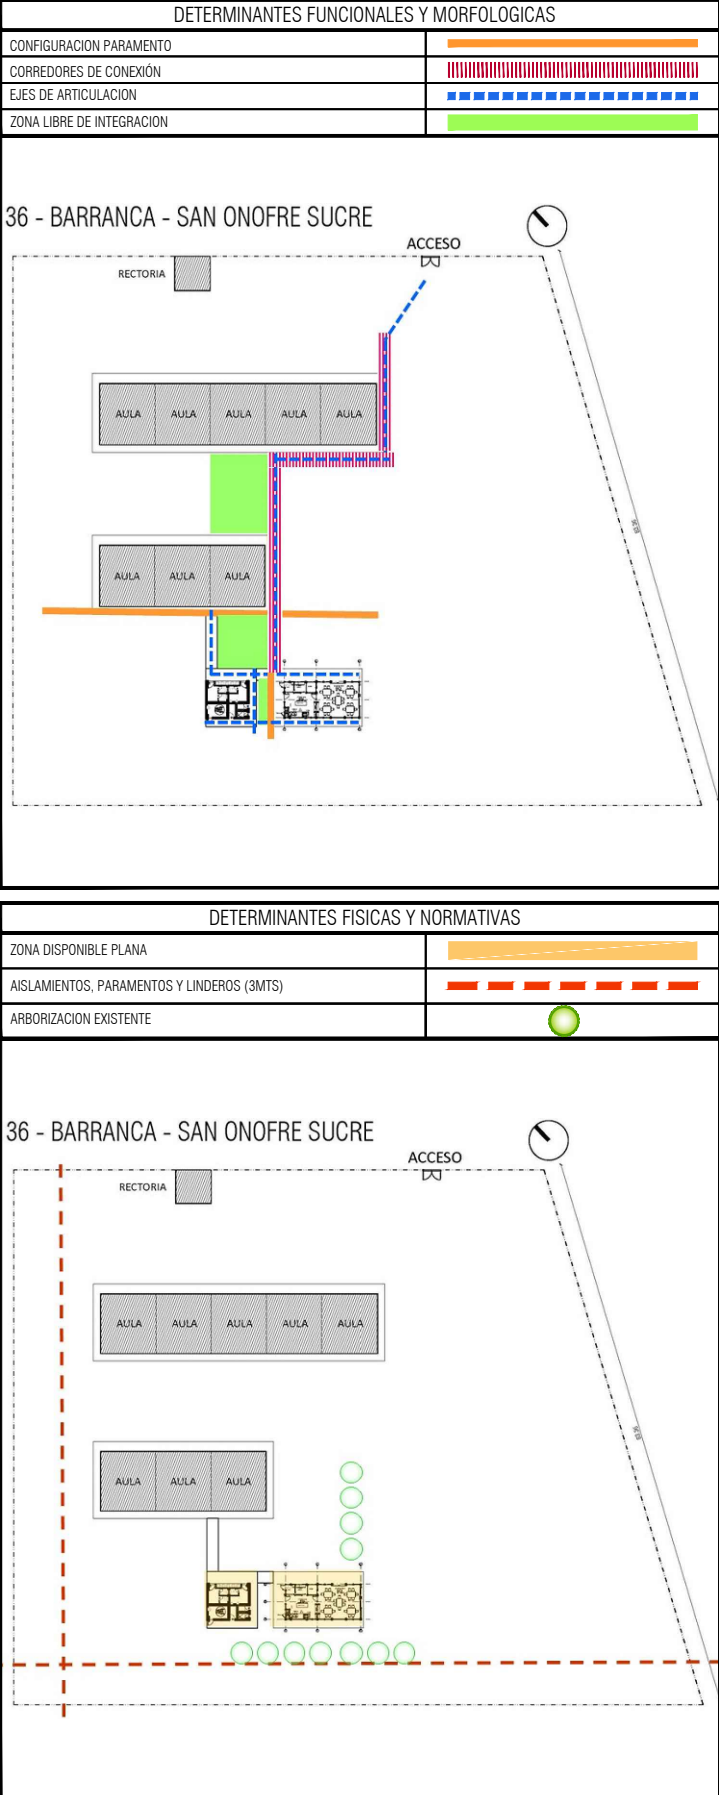 DETERMINANTES FUNCIONALES Y MORFOLOGICAS
CONFIGURACION PARAMENTO
CORREDORES DE CONEXIÓN
EJES DE ARTICULACION
ZONA LIBRE DE INTEGRACION
36 - BARRANCA - SAN ONOFRE SUCRE
ACCESO
RECTORIA
AULA AULA AULA AULA AULA
AULA AULA AULA
DETERMINANTES FISICAS Y NORMATIVAS
ZONA DISPONIBLE PLANA
AISLAMIENTOS, PARAMENTOS Y LINDEROS (3MTS)
ARBORIZACION EXISTENTE
36 - BARRANCA - SAN ONOFRE SUCRE
ACCESO
RECTORIA
AULA AULA AULA AULA AULA
AULA AULA AULA